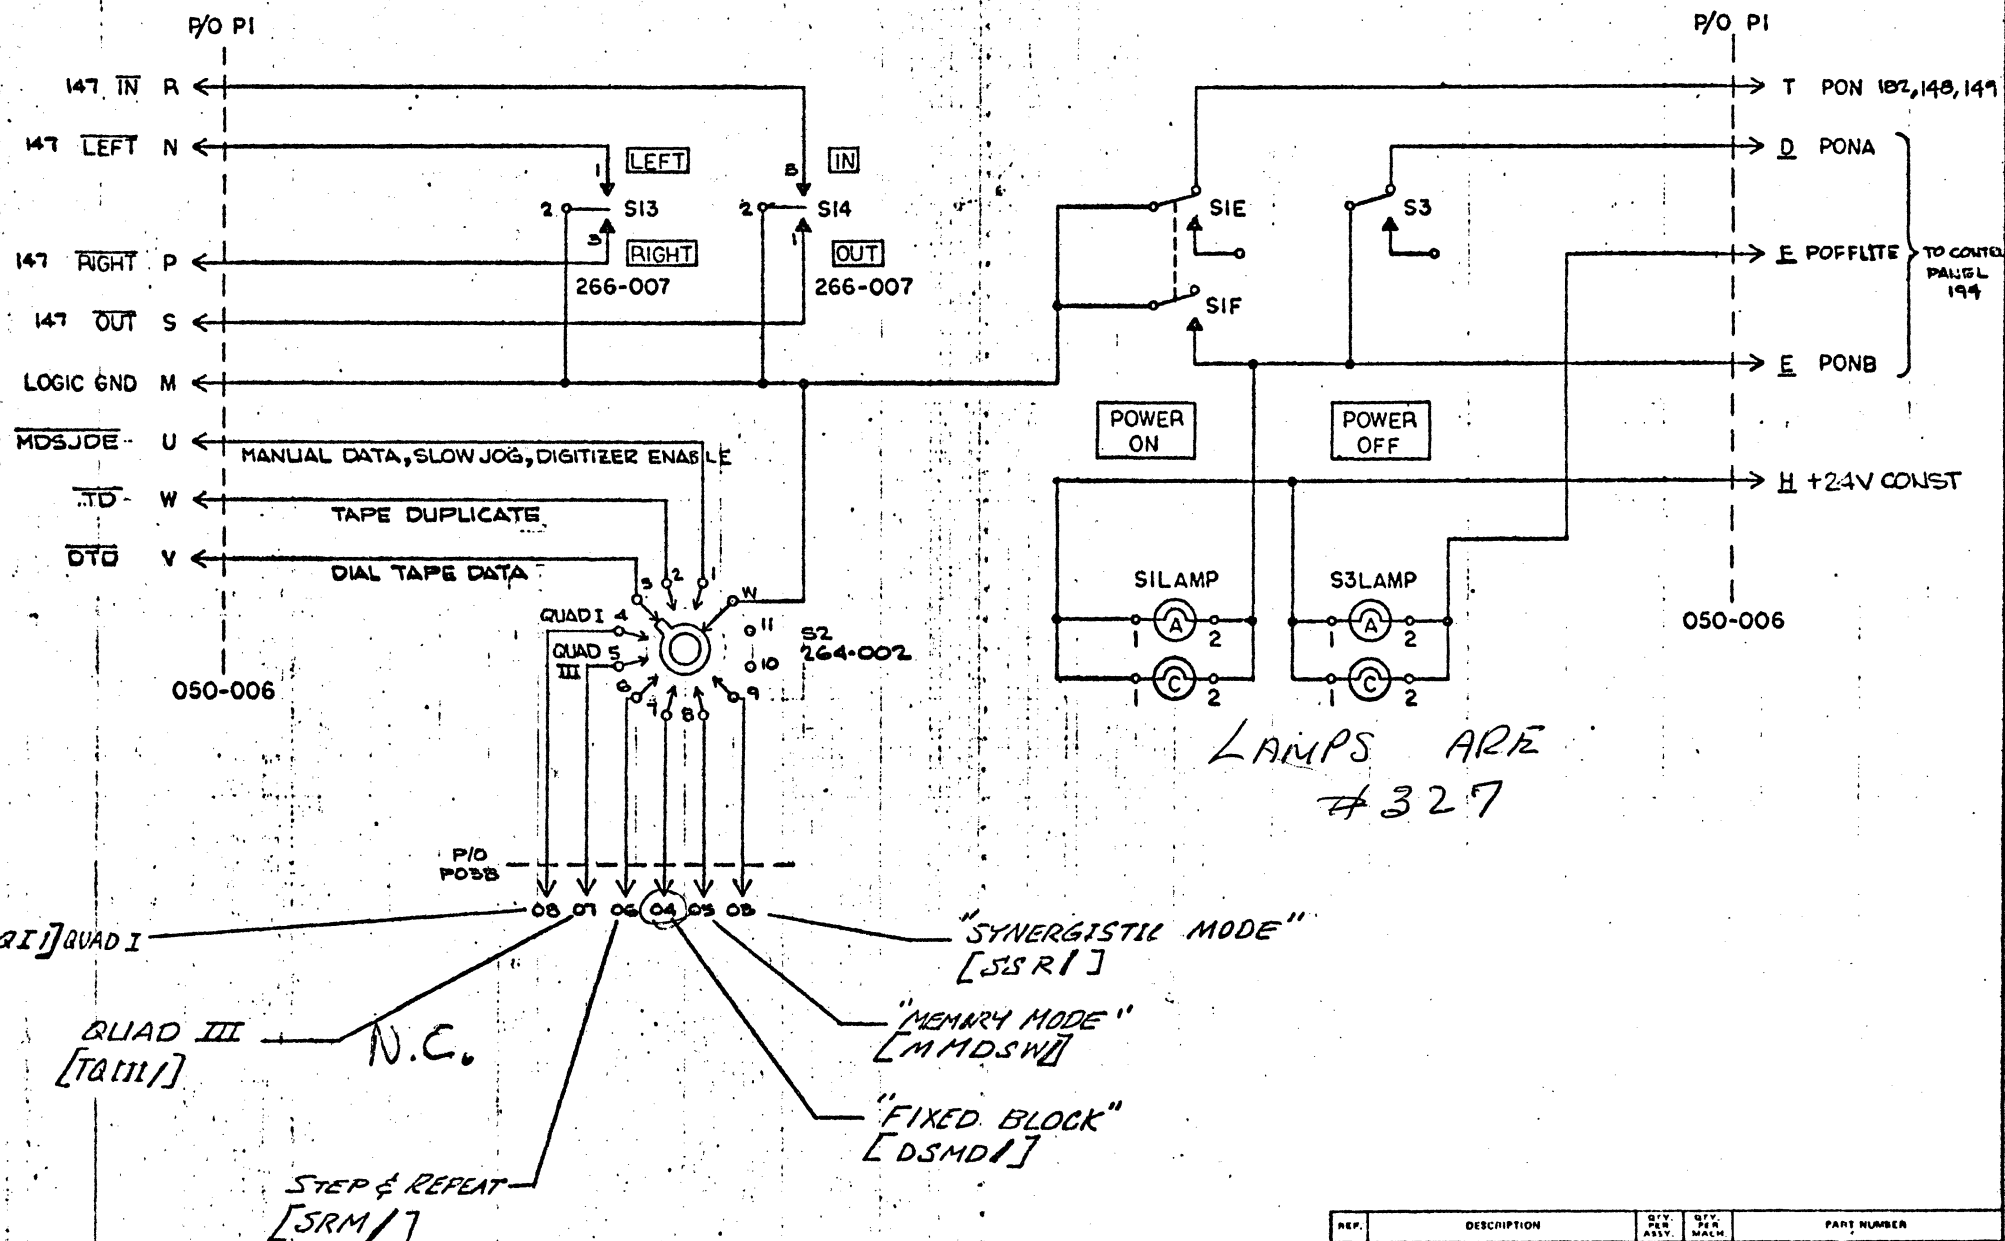 P/O P1
P/O P1
147 IN R
T PON 182,148,149
147 LEFT N
D PONA
1 LEFT
3 IN
2 S13
2 S14
S1E
S3
3 RIGHT
1 OUT
147 RIGHT P
E POFFLITE
TO CONTROL
PANEL
194
266-007
266-007
S1F
147 OUT S
E PONB
LOGIC GND M
POWER
ON
POWER
OFF
MDSJDE U
MANUAL DATA, SLOW JOG, DIGITIZER ENABLE
H +24V CONST
TD W
TAPE DUPLICATE
DTD V
DIAL TAPE DATA
S1LAMP
S3LAMP
3 2 1 W
QUAD I 4
11
S2
264-002
QUAD 5
III
10
6 7 8 9
1 A 2
1 A 2
1 C 2
1 C 2
050-006
050-006
LAMPS ARE
#327
P/O
P03B
08 07 06 04 05 03
QI/] QUAD I
"SYNERGISTIC MODE"
[SSR/]
QUAD III
[TQIII/]
N.C.
"MEMARY MODE"
[MMDSW/]
"FIXED BLOCK"
[DSMD/]
STEP & REPEAT
[SRM/]
REF. DESCRIPTION QTY. PER ASSY. QTY. PER MACH. PART NUMBER